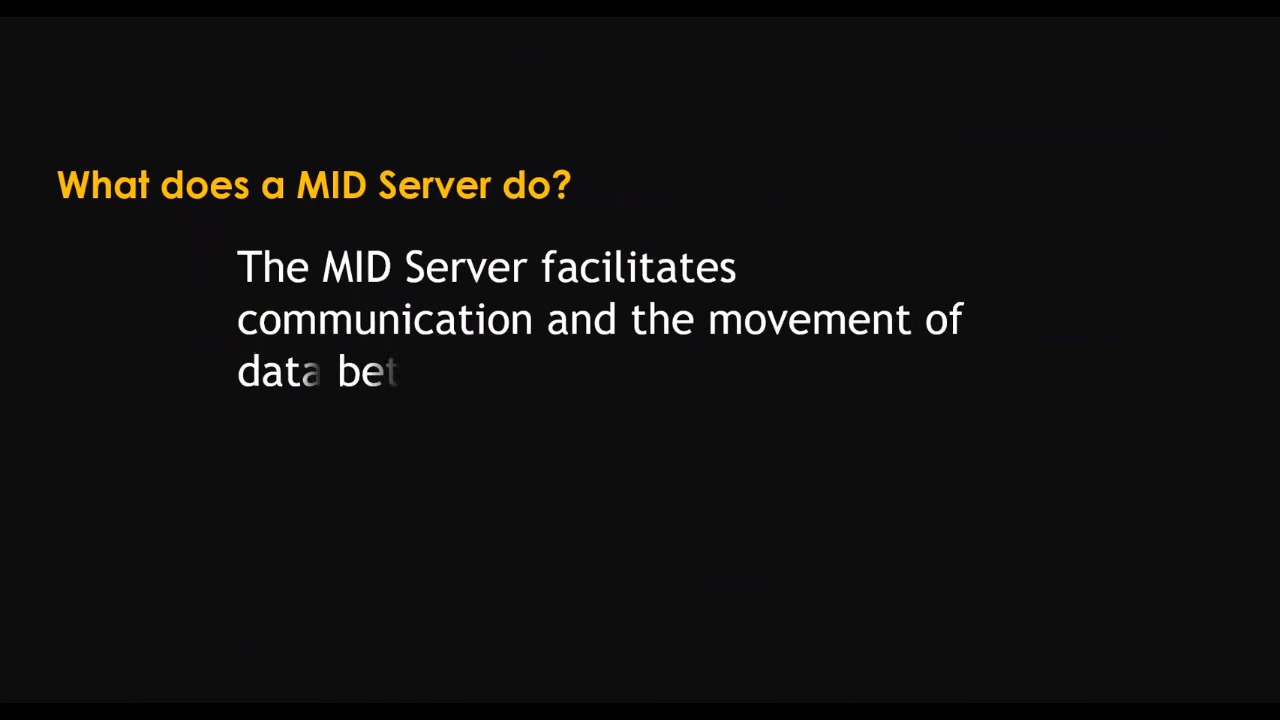 What does a MID Server do?
The MID Server facilitates
communication and the movement of
data bet